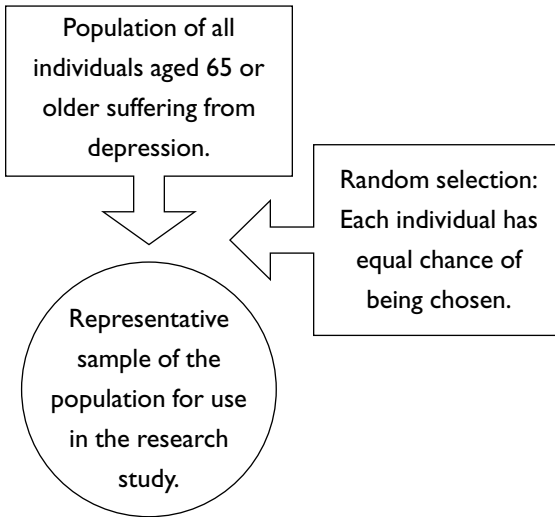 Population of all
individuals aged 65 or
older suffering from
depression.
Random selection:
Each individual has
equal chance of
being chosen.
Representative
sample of the
population for use
in the research
study.